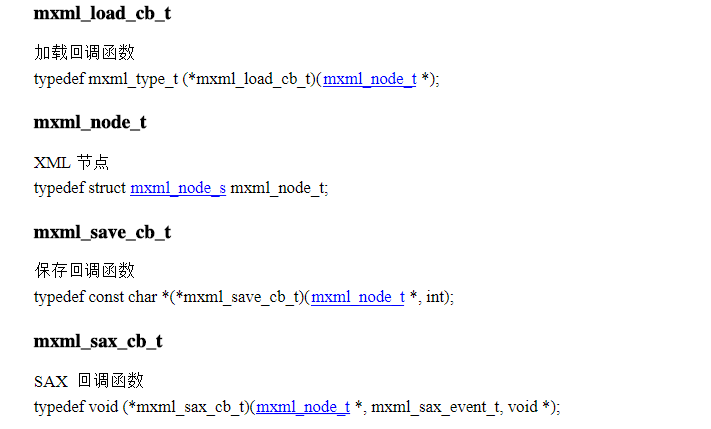 mxml_load_cb_t
加载回调函数
typedef mxml_type_t (*mxml_load_cb_t)(mxml_node_t *);
mxml_node_t
XML 节点
typedef struct mxml_node_s mxml_node_t;
mxml_save_cb_t
保存回调函数
typedef const char *(*mxml_save_cb_t)(mxml_node_t *, int);
mxml_sax_cb_t
SAX 回调函数
typedef void (*mxml_sax_cb_t)(mxml_node_t *, mxml_sax_event_t, void *);